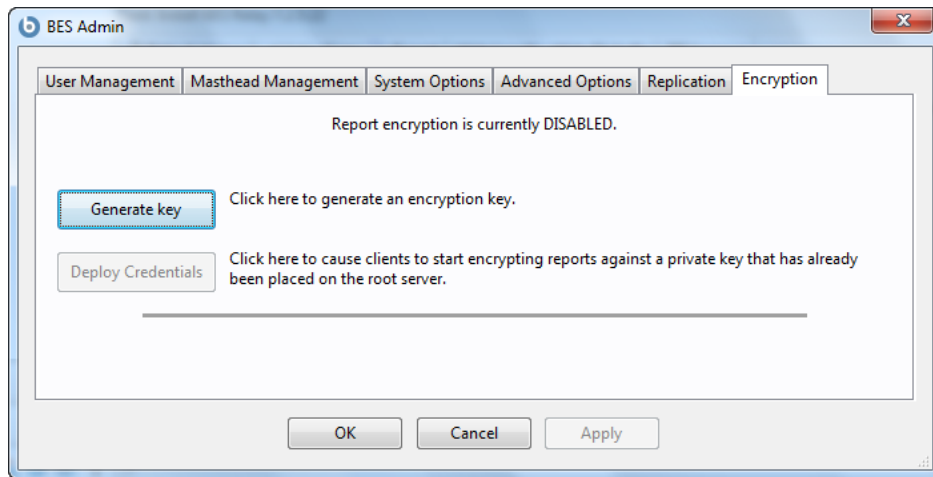 BES Admin
User Management Masthead Management System Options Advanced Options Replication Encryption
Report encryption is currently DISABLED.
Generate key
Click here to generate an encryption key.
Deploy Credentials
Click here to cause clients to start encrypting reports against a private key that has already
been placed on the root server.
OK Cancel Apply